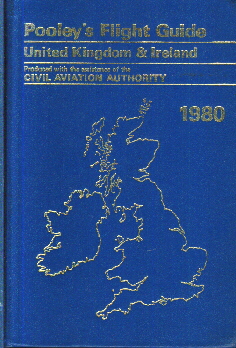 Pooley's Flight Guide
United Kingdom & Ireland
Produced with the assistance of the
CIVIL AVIATION AUTHORITY
1980